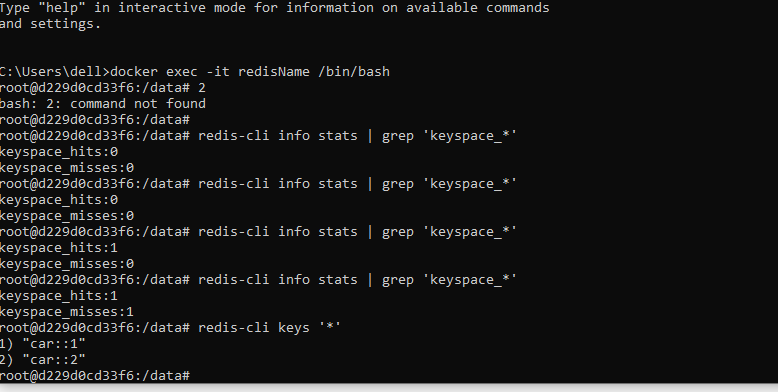 Type "help" in interactive mode for information on available commands
and settings.
C:\Users\dell>docker exec -it redisName /bin/bash
root@d229d0cd33f6:/data# 2
bash: 2: command not found
root@d229d0cd33f6:/data#
root@d229d0cd33f6:/data# redis-cli info stats | grep 'keyspace_*'
keyspace_hits:0
keyspace_misses:0
root@d229d0cd33f6:/data# redis-cli info stats | grep 'keyspace_*'
keyspace_hits:0
keyspace_misses:0
root@d229d0cd33f6:/data# redis-cli info stats | grep 'keyspace_*'
keyspace_hits:1
keyspace_misses:0
root@d229d0cd33f6:/data# redis-cli info stats | grep 'keyspace_*'
keyspace_hits:1
keyspace_misses:1
root@d229d0cd33f6:/data# redis-cli keys '*'
1) "car::1"
2) "car::2"
root@d229d0cd33f6:/data#